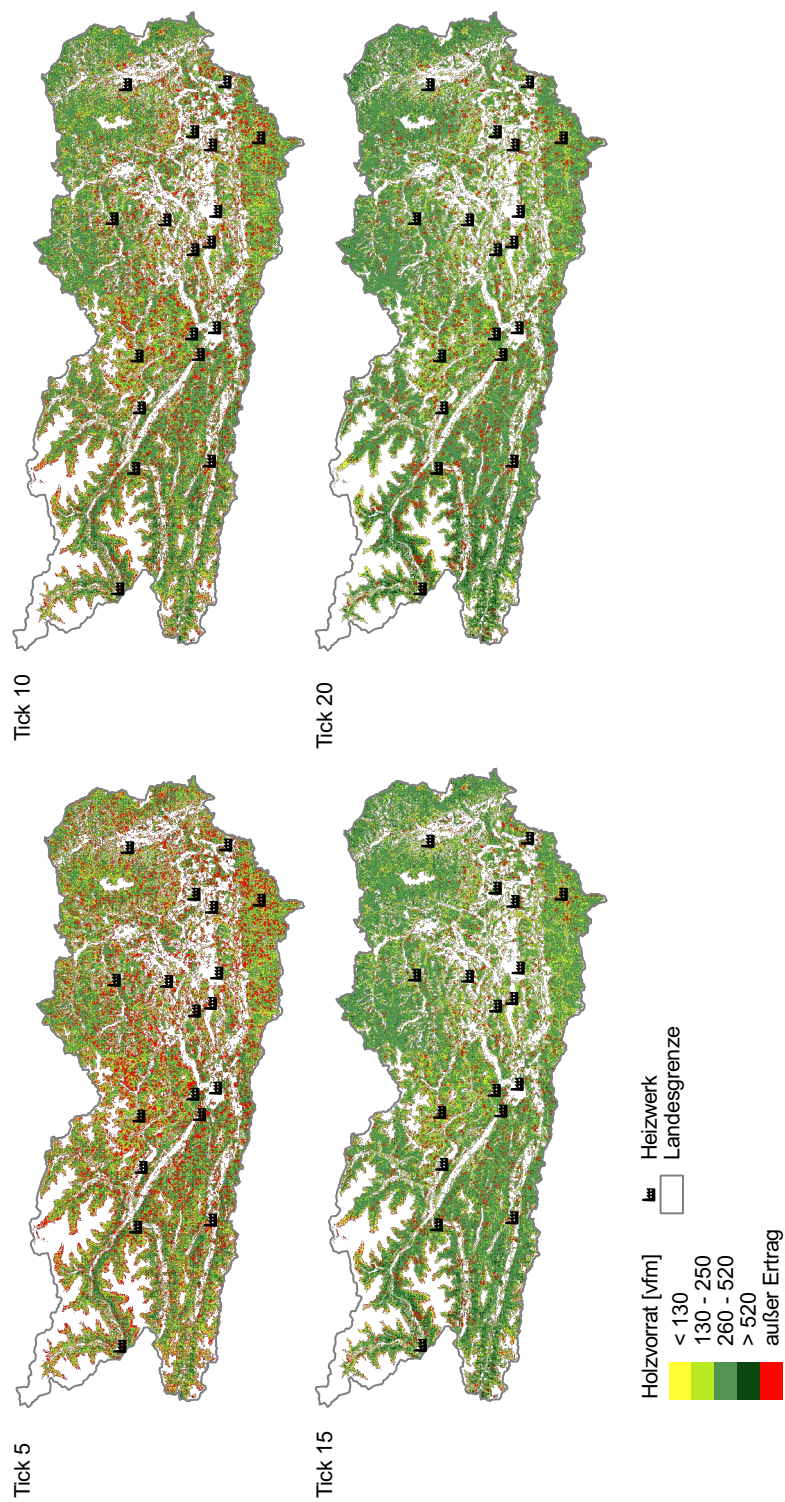 Tick 5
Tick 10
Tick 15
Tick 20
Holzvorrat [vfm]
< 130
130 - 250
260 - 520
> 520
außer Ertrag
Heizwerk
Landesgrenze